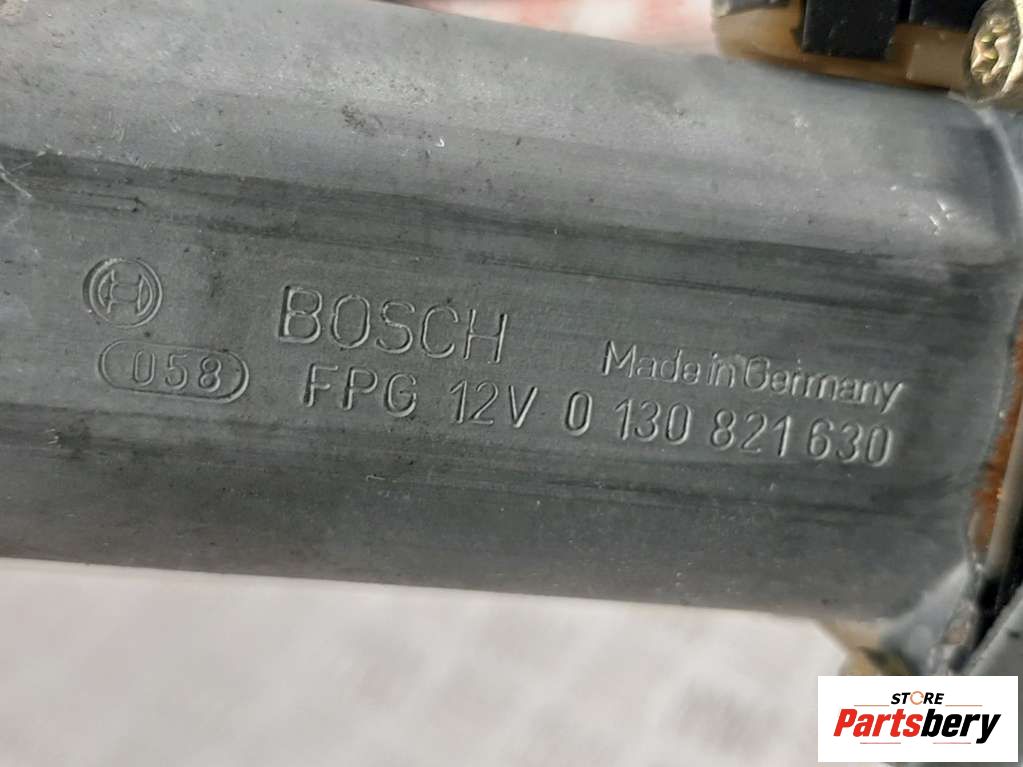 BOSCH
Made in Germany
058
FPG 12V 0 130 821 630
STORE
Partsbery